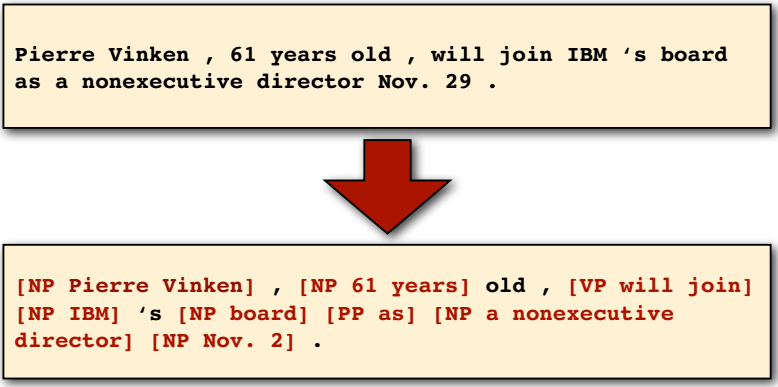 Pierre Vinken , 61 years old , will join IBM ‘s board
as a nonexecutive director Nov. 29 .
[NP Pierre Vinken] , [NP 61 years] old , [VP will join]
[NP IBM] ‘s [NP board] [PP as] [NP a nonexecutive
director] [NP Nov. 2] .